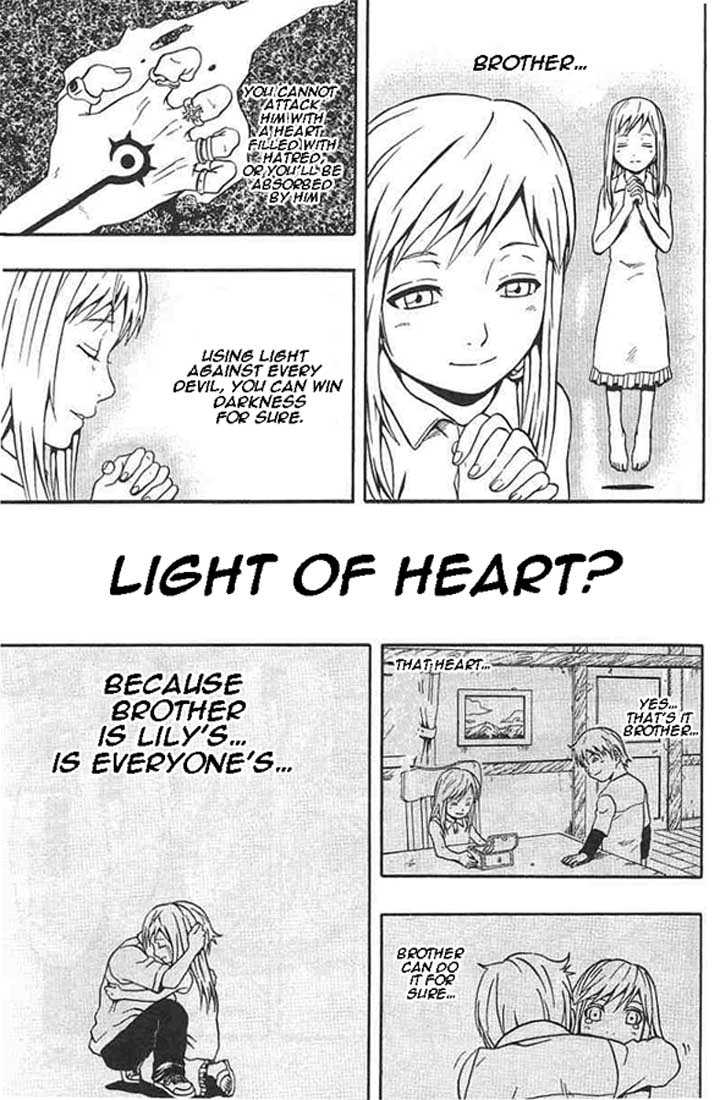 BROTHER...
YOU CANNOT
ATTACK
HIM WITH
A HEART
FILLED WITH
HATRED,
OR YOU'LL BE
ABSORBED
BY HIM
USING LIGHT
AGAINST EVERY
DEVIL, YOU CAN WIN
DARKNESS
FOR SURE.
LIGHT OF HEART?
YES...
THAT'S IT
BROTHER...
THAT HEART...
BROTHER
CAN DO
IT FOR
SURE...
BECAUSE
BROTHER
IS LILY'S...
IS EVERYONE'S...